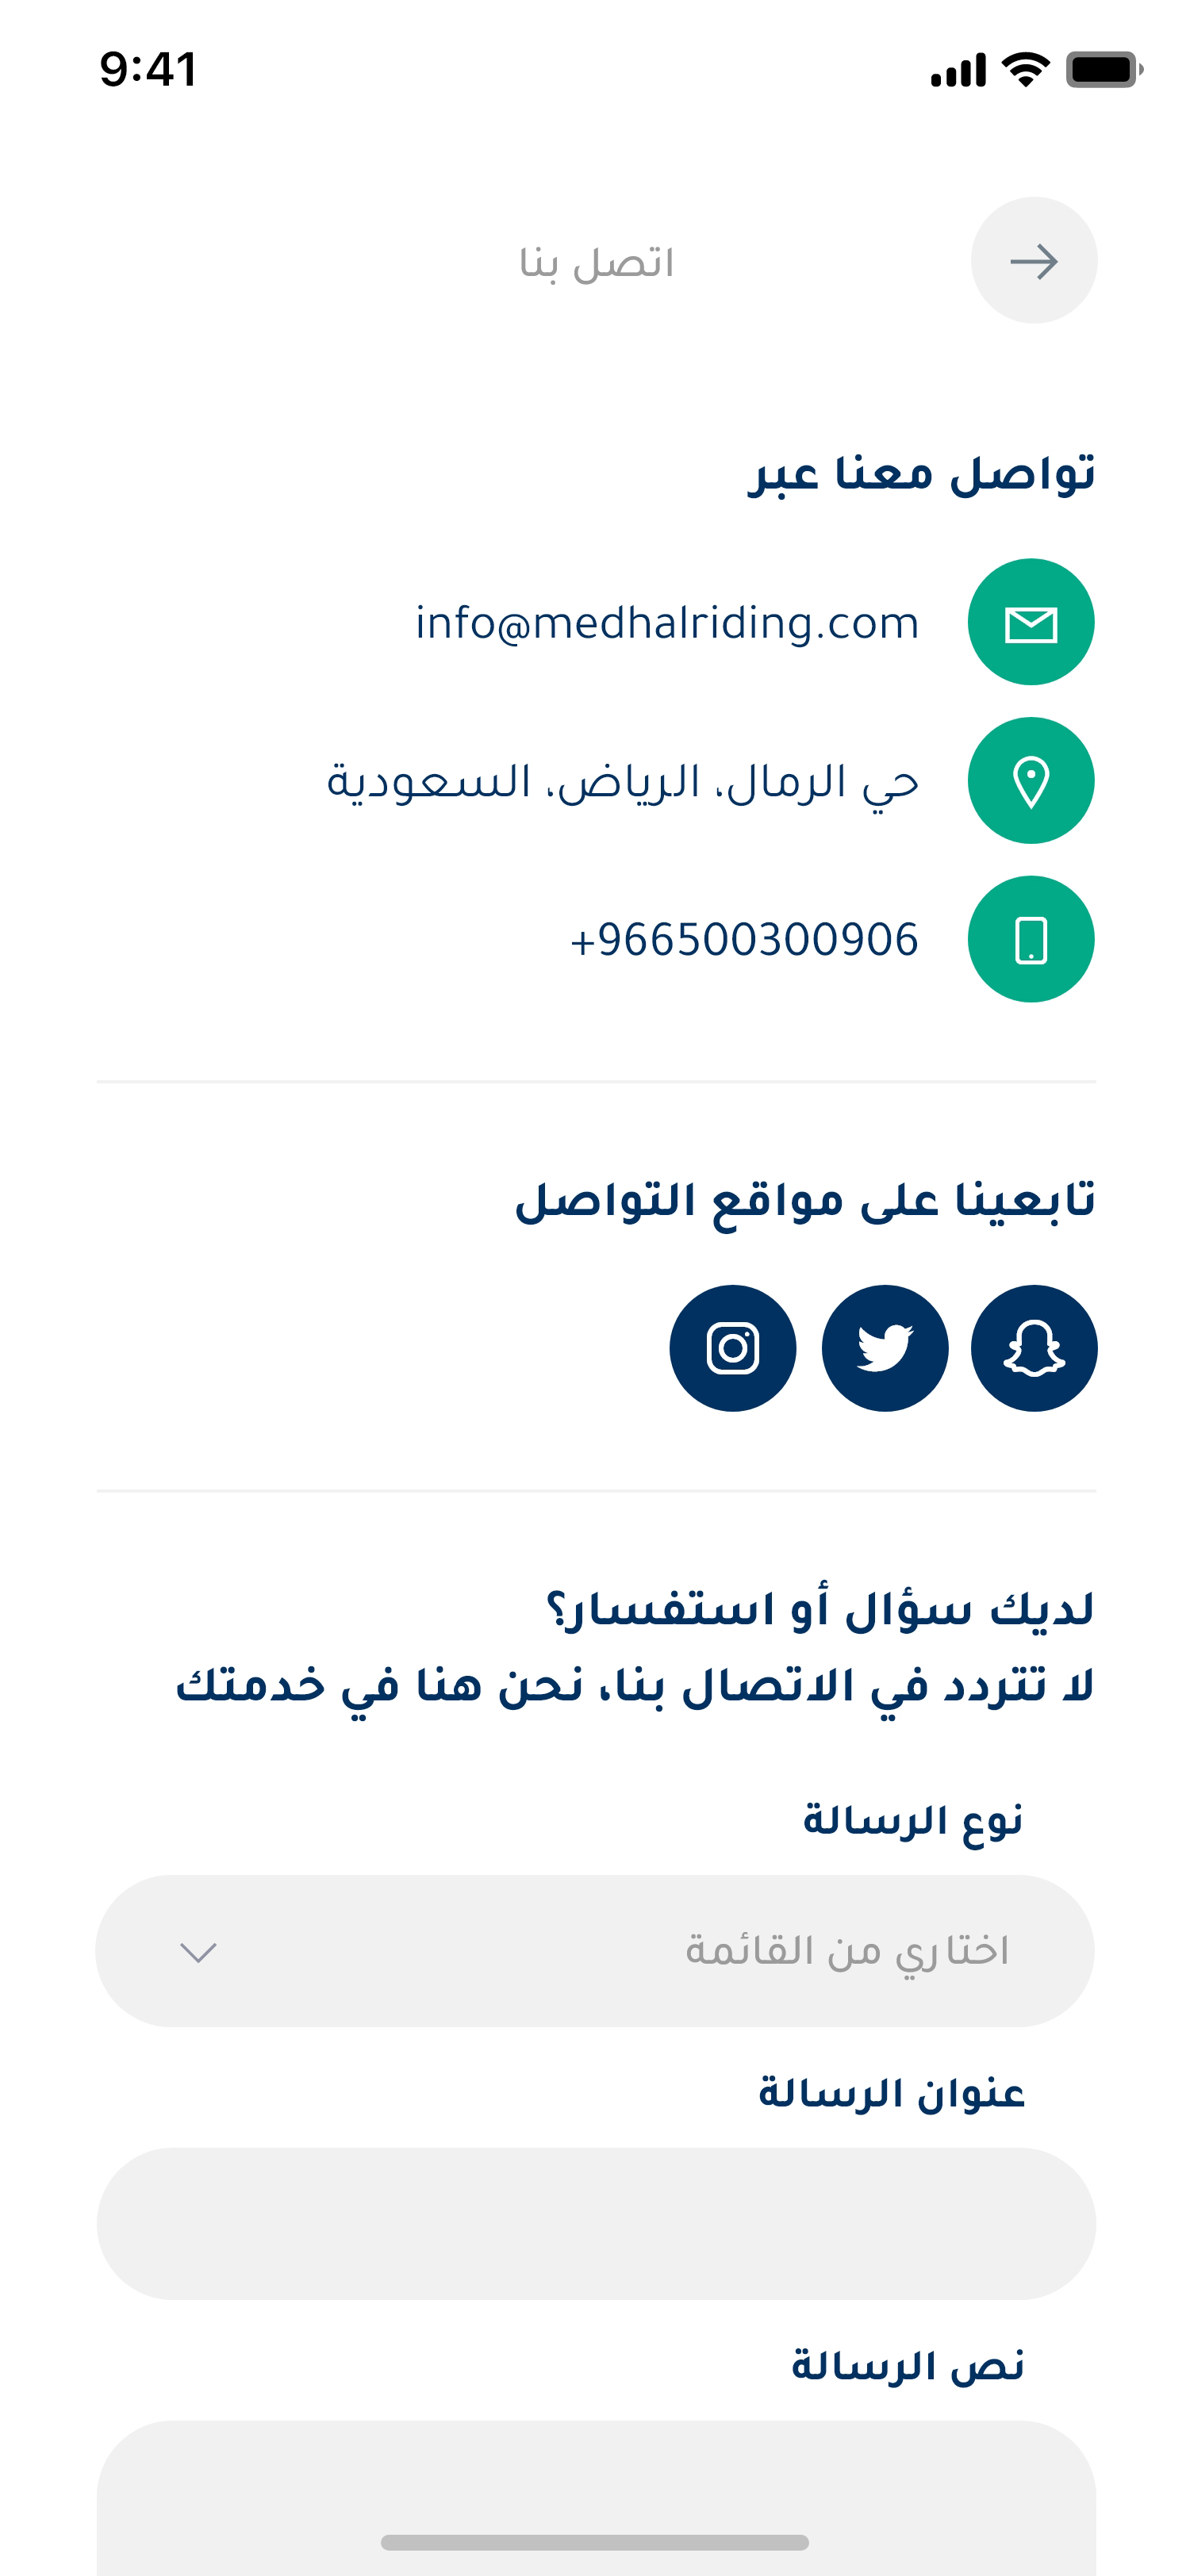 9:41
اتصل بنا
تواصل معنا عبر
info@medhalriding.com
حي الرمال، الرياض، السعودية
+966500300906
تابعينا على مواقع التواصل
لديك سؤال أو استفسار؟
لا تتردد في الاتصال بنا، نحن هنا في خدمتك
نوع الرسالة
اختاري من القائمة
عنوان الرسالة
نص الرسالة